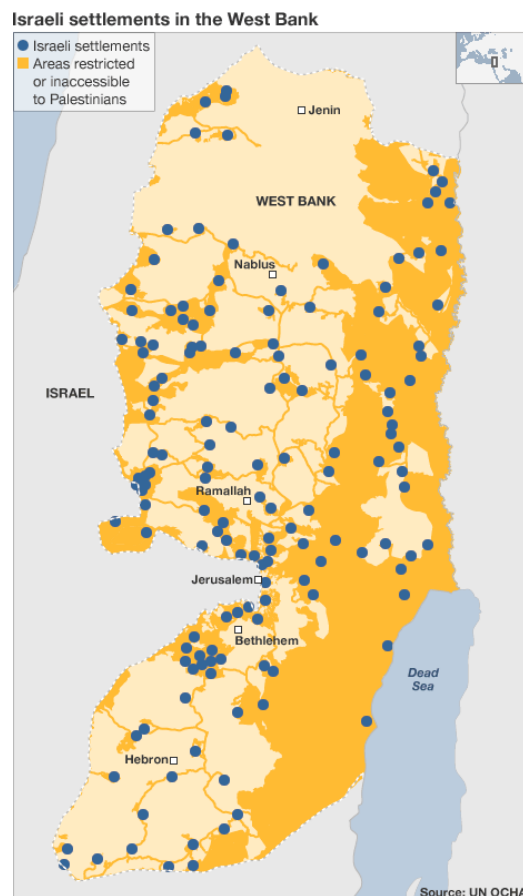 Israeli settlements in the West Bank
Israeli settlements
Areas restricted
or inaccessible
to Palestinians
Jenin
WEST BANK
Nablus
ISRAEL
Ramallah
Jerusalem
Bethlehem
Dead
Sea
Hebron
Source: UN OCHA